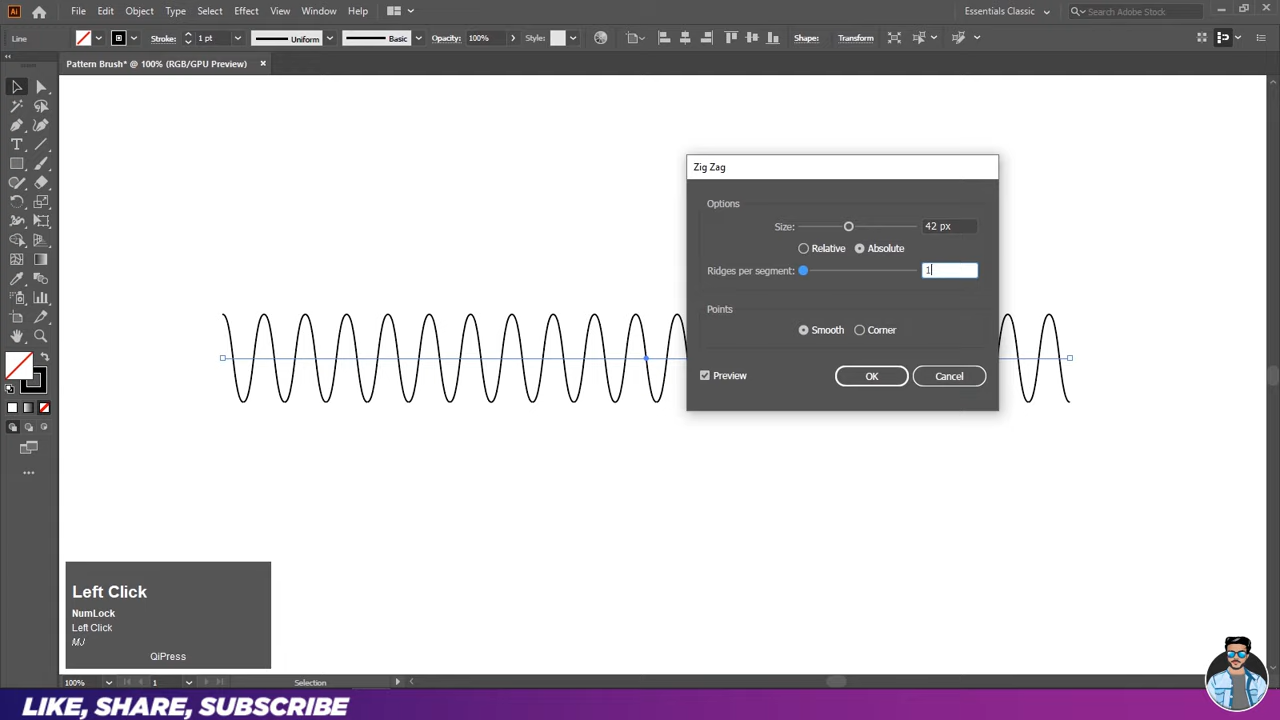 Ai File Edit Object Type Select Effect View Window Help Essentials Classic Search Adobe Stock
Line Stroke: 1 pt Uniform Basic Opacity: 100% Style: Shape: Transform
Pattern Brush* @ 100% (RGB/GPU Preview)
Zig Zag
Options
Size: 42 px
Relative Absolute
Ridges per segment: 1
Points
Smooth Corner
Preview OK Cancel
Left Click
NumLock
Left Click
MJ
QiPress
100% 1 Selection
LIKE, SHARE, SUBSCRIBE